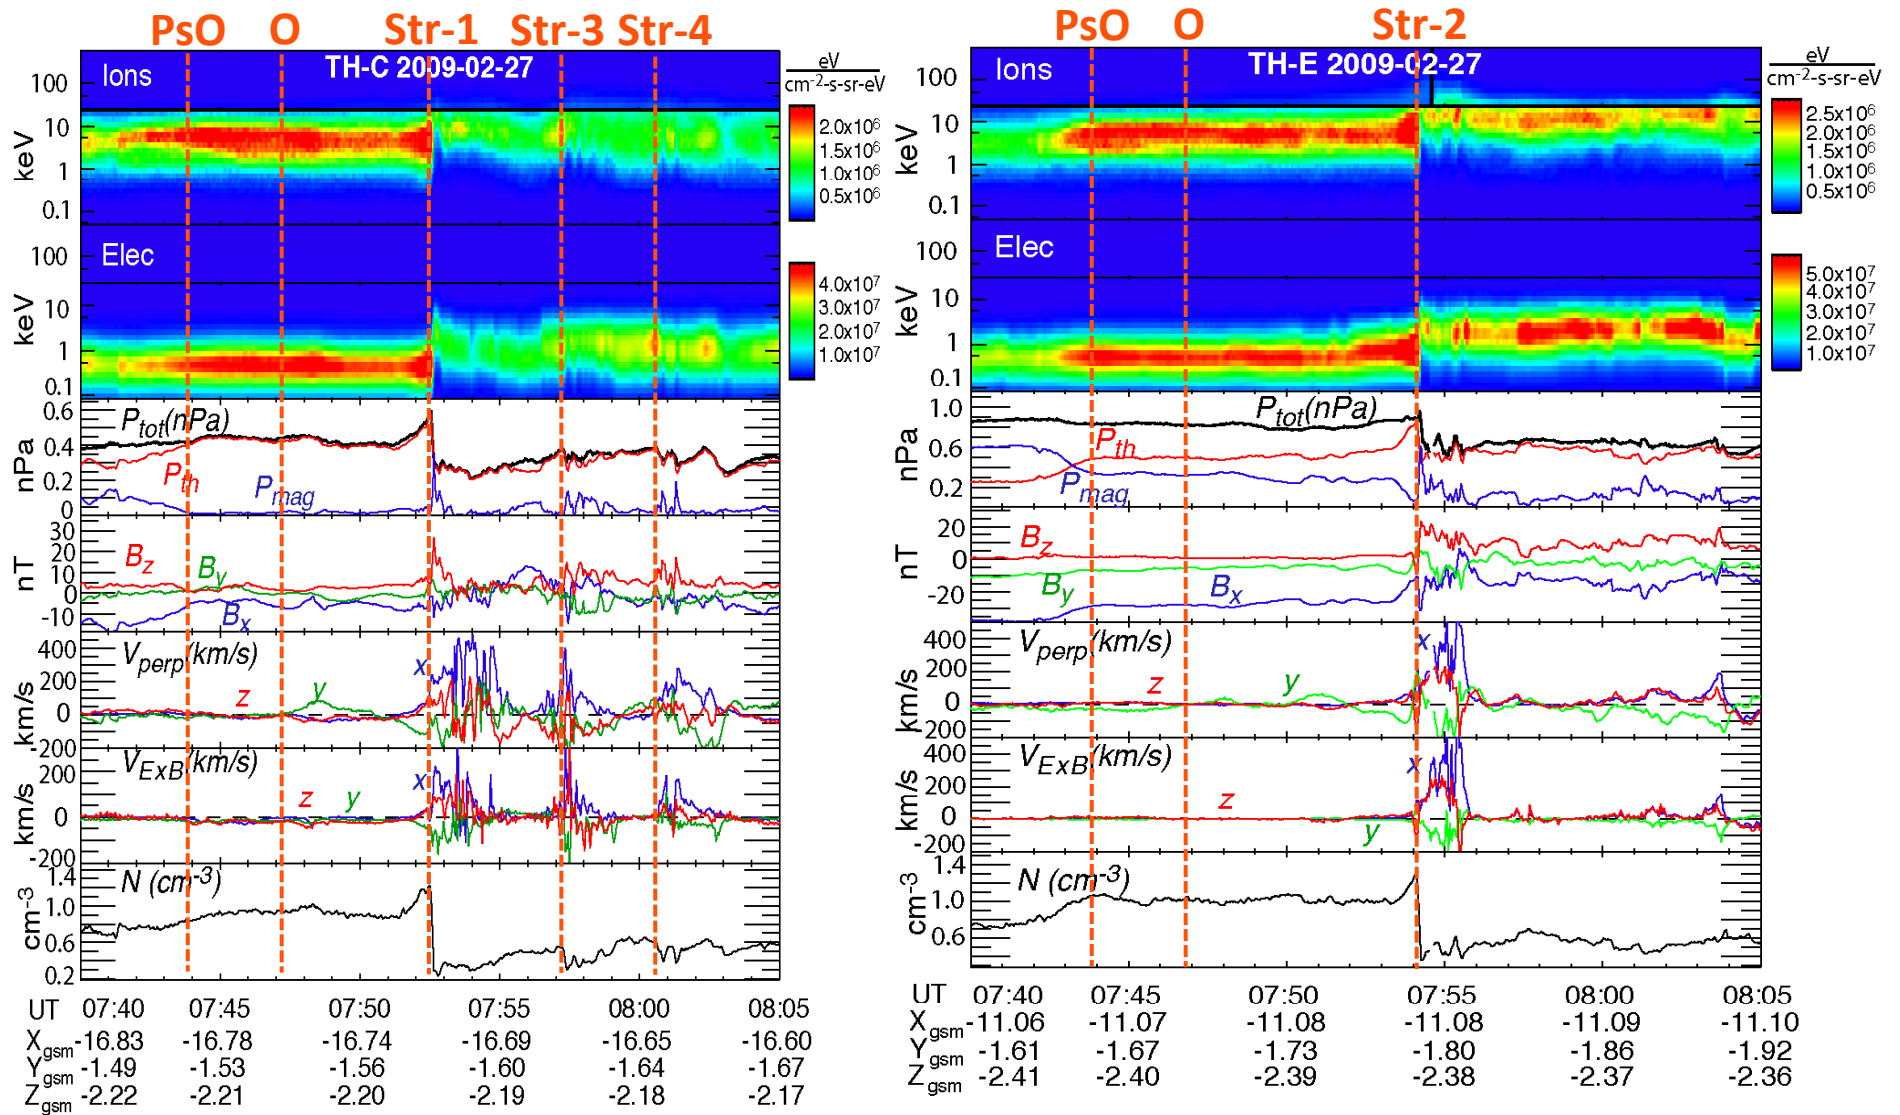 PsO O Str-1 Str-3 Str-4
TH-C 2009-02-27
Ions
100
10
1
0.1
keV
eV
cm-2-s-sr-eV
2.0x10⁶
1.5x10⁶
1.0x10⁶
0.5x10⁶
Elec
100
10
1
0.1
keV
4.0x10⁷
3.0x10⁷
2.0x10⁷
1.0x10⁷
Ptot(nPa)
Pth
Pmag
0.6
0.4
0.2
0
nPa
Bz
By
Bx
30
20
10
0
-10
nT
Vperp(km/s)
x
z
y
400
200
0
-200
km/s
VExB(km/s)
x
z
y
200
0
-200
km/s
N (cm-3)
1.4
1.0
0.6
0.2
cm-3
UT 07:40 07:45 07:50 07:55 08:00 08:05
Xgsm -16.83 -16.78 -16.74 -16.69 -16.65 -16.60
Ygsm -1.49 -1.53 -1.56 -1.60 -1.64 -1.67
Zgsm -2.22 -2.21 -2.20 -2.19 -2.18 -2.17
PsO O Str-2
TH-E 2009-02-27
Ions
100
10
1
0.1
keV
eV
cm-2-s-sr-eV
2.5x10⁶
2.0x10⁶
1.5x10⁶
1.0x10⁶
0.5x10⁶
Elec
100
10
1
0.1
keV
5.0x10⁷
4.0x10⁷
3.0x10⁷
2.0x10⁷
1.0x10⁷
Ptot(nPa)
Pth
Pmag
1.0
0.6
0.2
nPa
Bz
By
Bx
20
0
-20
nT
Vperp(km/s)
x
z
y
400
200
0
-200
km/s
VExB(km/s)
x
z
y
400
200
0
-200
km/s
N (cm-3)
1.4
1.0
0.6
cm-3
UT 07:40 07:45 07:50 07:55 08:00 08:05
Xgsm -11.06 -11.07 -11.08 -11.08 -11.09 -11.10
Ygsm -1.61 -1.67 -1.73 -1.80 -1.86 -1.92
Zgsm -2.41 -2.40 -2.39 -2.38 -2.37 -2.36